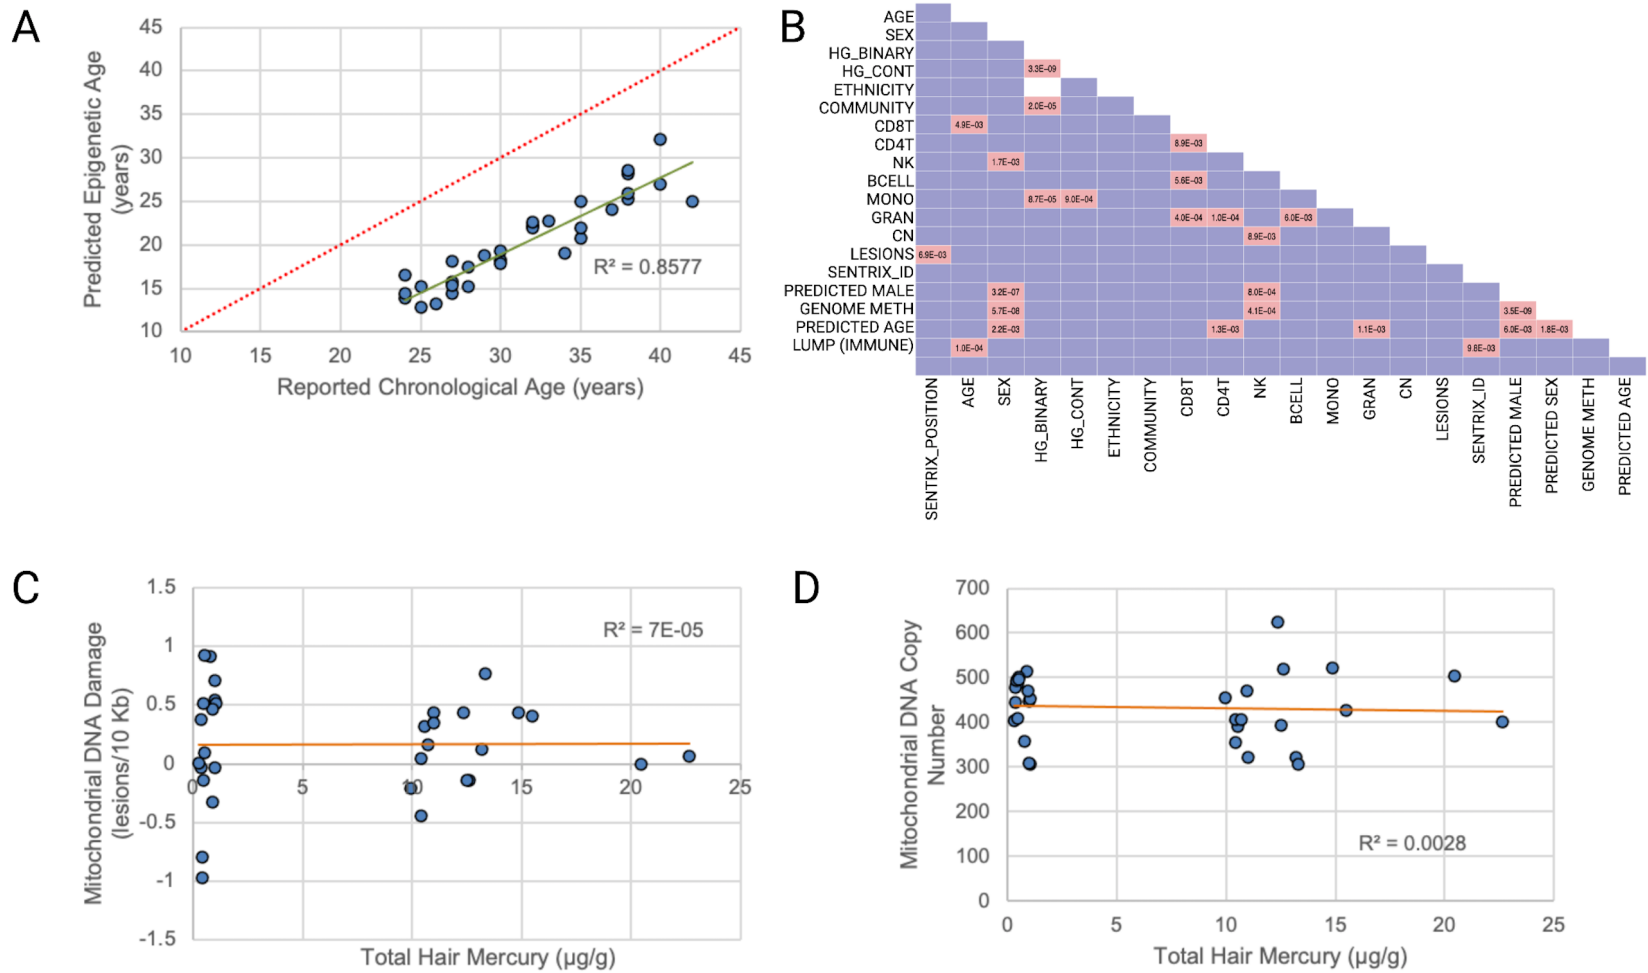 A
45
40
35
30
25
20
15
10
10 15 20 25 30 35 40 45
Predicted Epigenetic Age
(years)
R² = 0.8577
Reported Chronological Age (years)
B
AGE
SEX
HG_BINARY
HG_CONT 3.3E-09
ETHNICITY
COMMUNITY 2.0E-05
CD8T 4.9E-03
CD4T 8.9E-03
NK 1.7E-03
BCELL 5.6E-03
MONO 8.7E-05 9.0E-04
GRAN 4.0E-04 1.0E-04 6.0E-03
CN 8.9E-03
LESIONS 6.9E-03
SENTRIX_ID
PREDICTED MALE 3.2E-07 8.0E-04
GENOME METH 5.7E-08 4.1E-04 3.5E-09
PREDICTED AGE 2.2E-03 1.3E-03 1.1E-03 6.0E-03 1.8E-03
LUMP (IMMUNE) 1.0E-04 9.8E-03
SENTRIX_POSITION
AGE
SEX
HG_BINARY
HG_CONT
ETHNICITY
COMMUNITY
CD8T
CD4T
NK
BCELL
MONO
GRAN
CN
LESIONS
SENTRIX_ID
PREDICTED MALE
PREDICTED SEX
GENOME METH
PREDICTED AGE
C
1.5
1
0.5
0
-0.5
-1
-1.5
0 5 10 15 20 25
Mitochondrial DNA Damage
(lesions/10 Kb)
R² = 7E-05
Total Hair Mercury (µg/g)
D
700
600
500
400
300
200
100
0
0 5 10 15 20 25
Mitochondrial DNA Copy
Number
R² = 0.0028
Total Hair Mercury (µg/g)